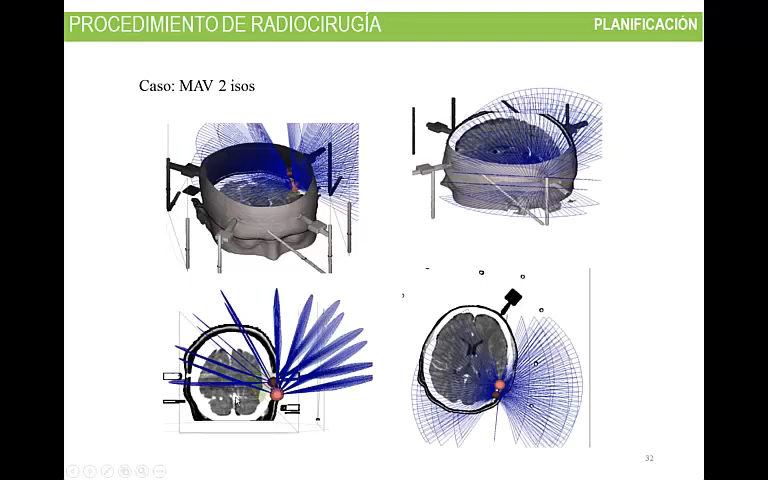 PROCEDIMIENTO DE RADIOCIRUGÍA
PLANIFICACIÓN
Caso: MAV 2 isos
32